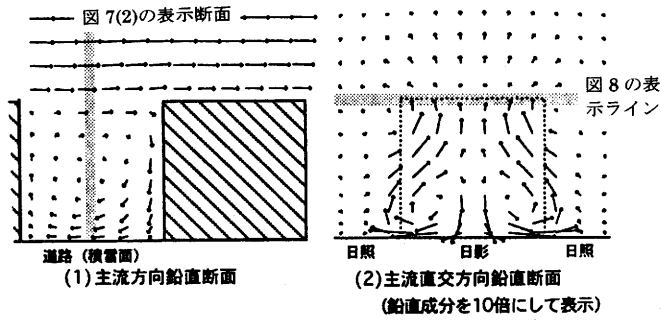 図7(2)の表示断面
図8の表
示ライン
道路（積雪面）
(1)主流方向鉛直断面
日照
日影
日照
(2)主流直交方向鉛直断面
(鉛直成分を10倍にして表示)